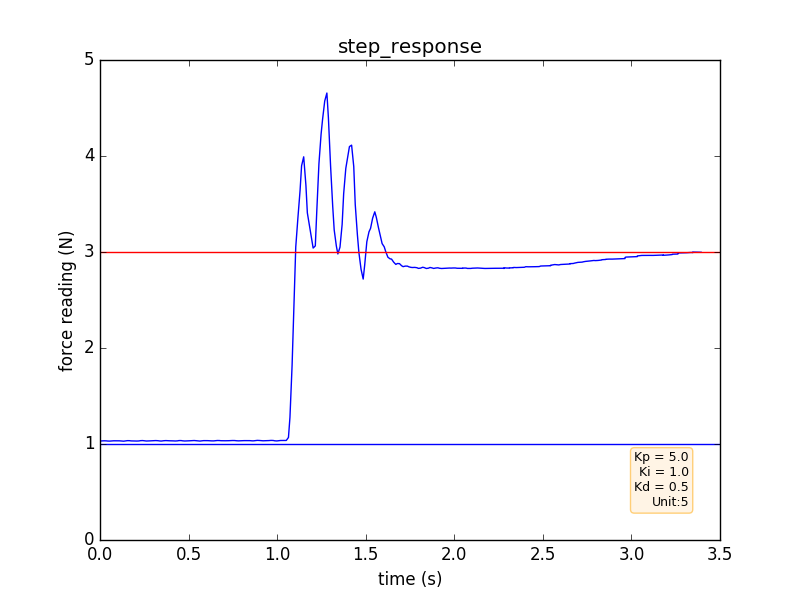 step_response
force reading (N)
5
4
3
2
1
0
Kp = 5.0
Ki = 1.0
Kd = 0.5
Unit:5
0.0 0.5 1.0 1.5 2.0 2.5 3.0 3.5
time (s)